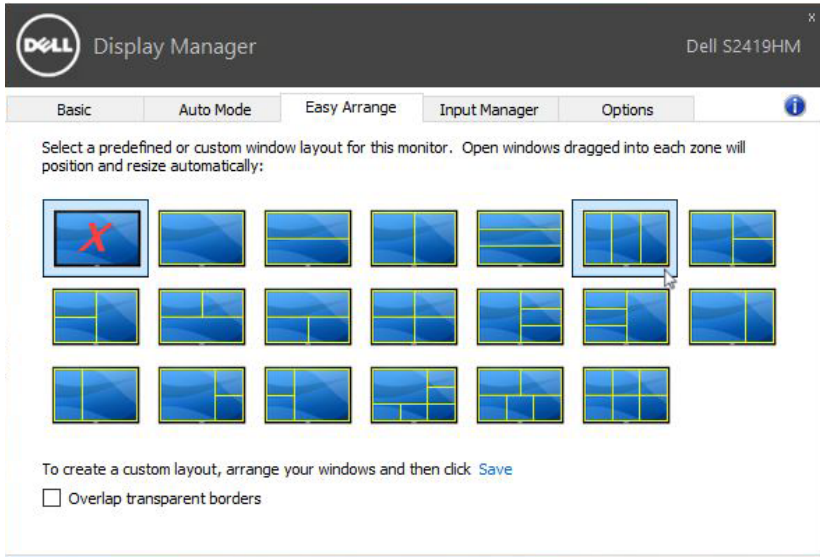 DELL Display Manager
x
Dell S2419HM
Basic Auto Mode Easy Arrange Input Manager Options
Select a predefined or custom window layout for this monitor. Open windows dragged into each zone will
position and resize automatically:
X
To create a custom layout, arrange your windows and then click Save
Overlap transparent borders